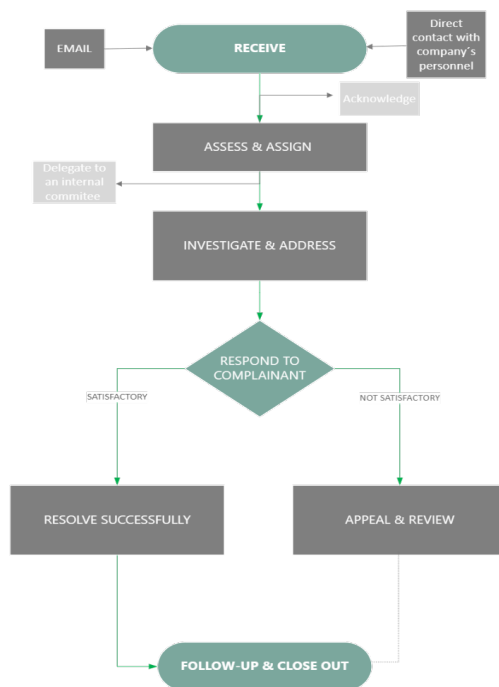 EMAIL
RECEIVE
Direct
contact with
company´s
personnel
Acknowledge
ASSESS & ASSIGN
Delegate to
an internal
commitee
INVESTIGATE & ADDRESS
RESPOND TO
COMPLAINANT
SATISFACTORY
NOT SATISFACTORY
RESOLVE SUCCESSFULLY
APPEAL & REVIEW
FOLLOW-UP & CLOSE OUT